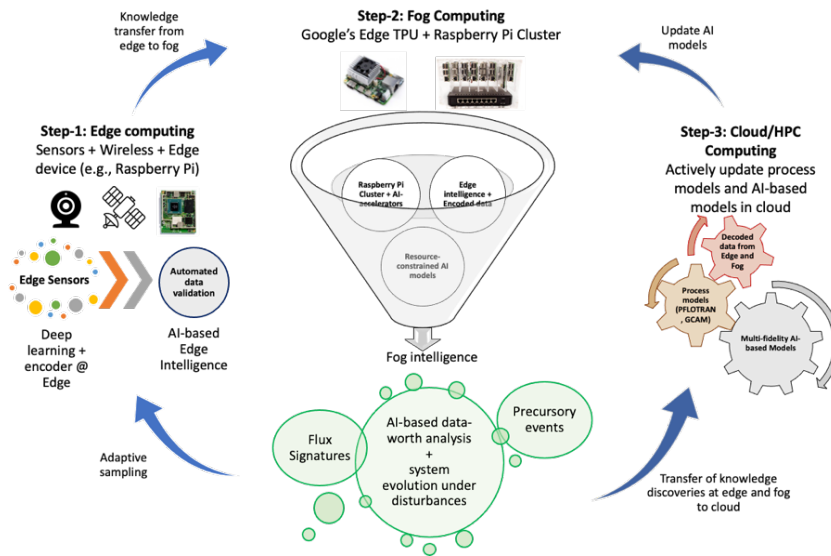 Knowledge
transfer from
edge to fog
Step-2: Fog Computing
Google's Edge TPU + Raspberry Pi Cluster
Update AI
models
Step-1: Edge computing
Sensors + Wireless + Edge
device (e.g., Raspberry Pi)
Edge Sensors
Automated
data
validation
Deep
learning +
encoder @
Edge
AI-based
Edge
Intelligence
Raspberry Pi
Cluster + AI-
accelerators
Edge
intelligence +
Encoded data
Resource-
constrained AI
models
Fog intelligence
Step-3: Cloud/HPC
Computing
Actively update process
models and AI-based
models in cloud
Decoded
data from
Edge and
Fog
Process
models
(PFLOTRAN
, GCAM)
Multi-fidelity AI-
based Models
Flux
Signatures
AI-based data-
worth analysis
+
system
evolution under
disturbances
Precursory
events
Adaptive
sampling
Transfer of knowledge
discoveries at edge and fog
to cloud